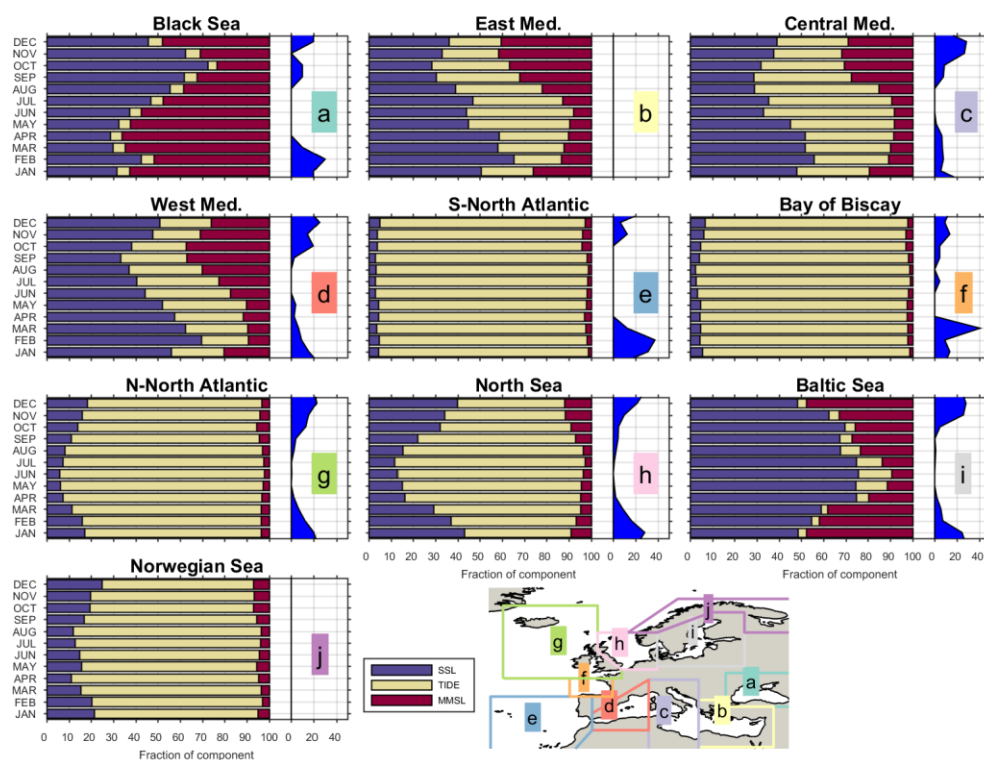 Black Sea
East Med.
Central Med.
DEC
NOV
OCT
SEP
AUG
JUL
JUN
MAY
APR
MAR
FEB
JAN
a
b
c
West Med.
S-North Atlantic
Bay of Biscay
DEC
NOV
OCT
SEP
AUG
JUL
JUN
MAY
APR
MAR
FEB
JAN
d
e
f
N-North Atlantic
North Sea
Baltic Sea
DEC
NOV
OCT
SEP
AUG
JUL
JUN
MAY
APR
MAR
FEB
JAN
g
h
i
0 10 20 30 40 50 60 70 80 90 100 0 20 40
0 10 20 30 40 50 60 70 80 90 100 0 20 40
Fraction of component
Fraction of component
Norwegian Sea
DEC
NOV
OCT
SEP
AUG
JUL
JUN
MAY
APR
MAR
FEB
JAN
j
0 10 20 30 40 50 60 70 80 90 100 0 20 40
Fraction of component
SSL
TIDE
MMSL
g
h
j
i
f
a
d
c
b
e